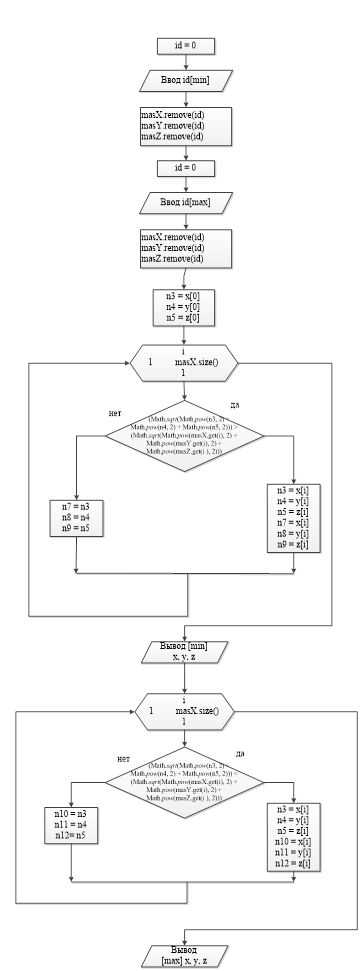 id = 0
Ввод id[min]
masX.remove(id)
masY.remove(id)
masZ.remove(id)
id = 0
Ввод id[max]
masX.remove(id)
masY.remove(id)
masZ.remove(id)
n3 = x[0]
n4 = y[0]
n5 = z[0]
i
1 masX.size()
1
нет
да
(Math.sqrt(Math.pow(n3, 2) +
Math.pow(n4, 2) + Math.pow(n5, 2))) >
(Math.sqrt(Math.pow(masX.get(i), 2) +
Math.pow(masY.get(i), 2) +
Math.pow(masZ.get(i ), 2)))
n7 = n3
n8 = n4
n9 = n5
n3 = x[i]
n4 = y[i]
n5 = z[i]
n7 = x[i]
n8 = y[i]
n9 = z[i]
Вывод [min]
x, y, z
i
1 masX.size()
1
нет
да
(Math.sqrt(Math.pow(n3, 2) +
Math.pow(n4, 2) + Math.pow(n5, 2))) <
(Math.sqrt(Math.pow(masX.get(i), 2) +
Math.pow(masY.get(i), 2) +
Math.pow(masZ.get(i ), 2)))
n10 = n3
n11 = n4
n12= n5
n3 = x[i]
n4 = y[i]
n5 = z[i]
n10 = x[i]
n11 = y[i]
n12 = z[i]
Вывод
[max] x, y, z